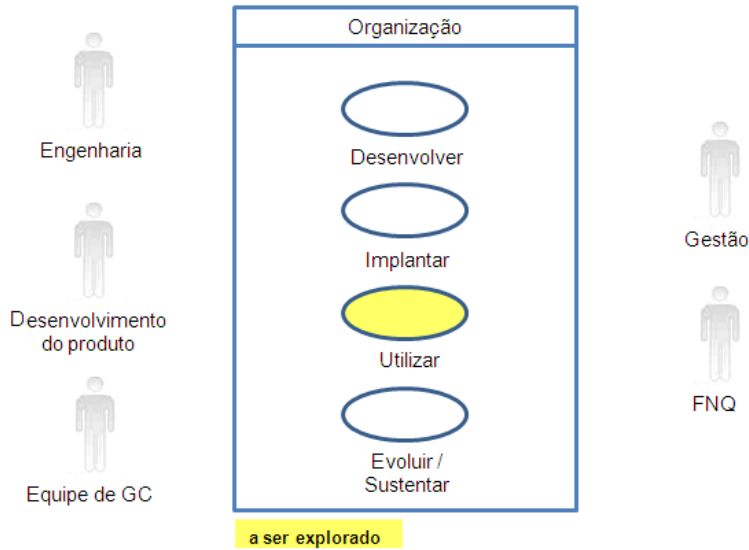 Organização
Engenharia
Desenvolver
Gestão
Implantar
Desenvolvimento
do produto
Utilizar
FNQ
Equipe de GC
Evoluir /
Sustentar
a ser explorado